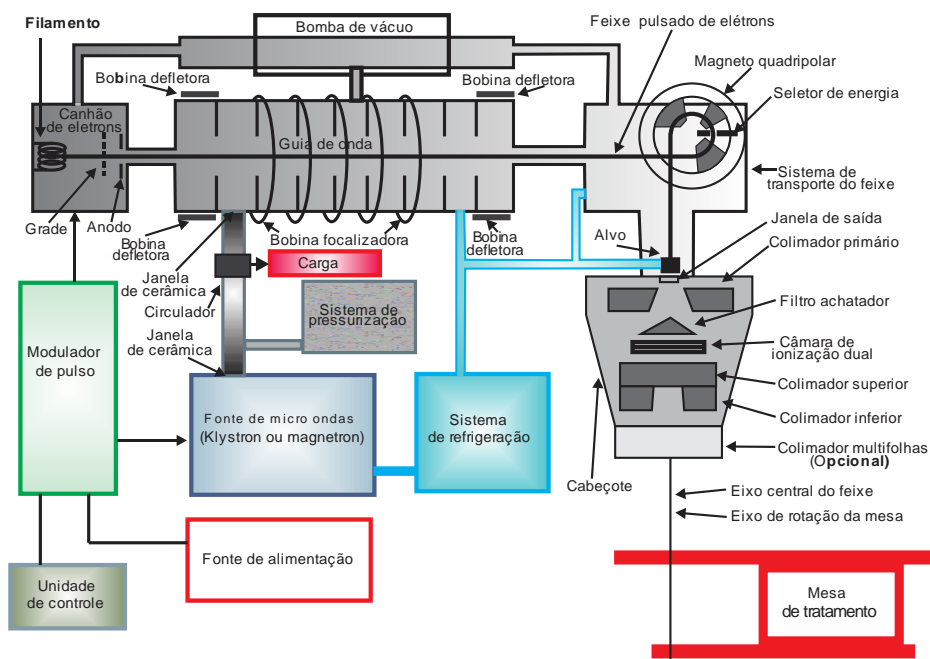 Filamento
Bomba de vácuo
Feixe pulsado de elétrons
Magneto quadripolar
Bobina
defletora
Bobina
defletora
Seletor de energia
Canhão
de eletrons
Guia de onda
Sistema de
transporte do feixe
Grade
Anodo
Bobina
defletora
Bobina focalizadora
Bobina
defletora
Alvo
Janela de saída
Colimador primário
Janela
de cerâmica
Carga
Circulador
Sistema de
pressurização
Filtro achatador
Janela
de cerâmica
Câmara de
ionização dual
Modulador
de pulso
Colimador superior
Fonte de micro ondas
(Klystron ou magnetron)
Sistema
de refrigeração
Colimador inferior
Colimador multifolhas
(Opcional)
Cabeçote
Eixo central do feixe
Eixo de rotação da mesa
Fonte de alimentação
Unidade
de controle
Mesa
de tratamento